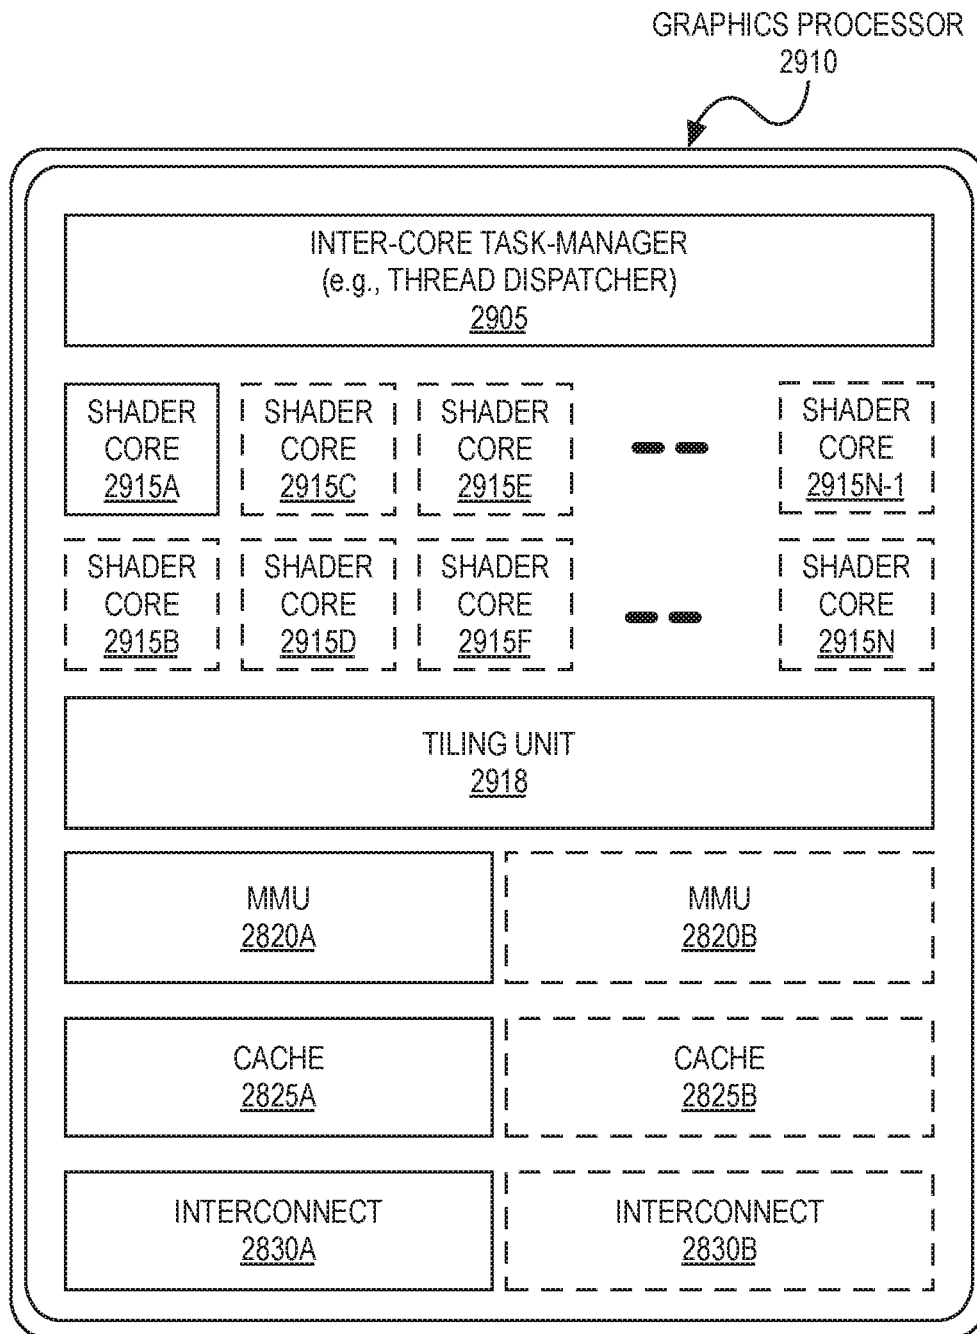 GRAPHICS PROCESSOR
2910
INTER-CORE TASK-MANAGER
(e.g., THREAD DISPATCHER)
2905
SHADER
CORE
2915A
SHADER
CORE
2915C
SHADER
CORE
2915E
SHADER
CORE
2915N-1
SHADER
CORE
2915B
SHADER
CORE
2915D
SHADER
CORE
2915F
SHADER
CORE
2915N
TILING UNIT
2918
MMU
2820A
MMU
2820B
CACHE
2825A
CACHE
2825B
INTERCONNECT
2830A
INTERCONNECT
2830B